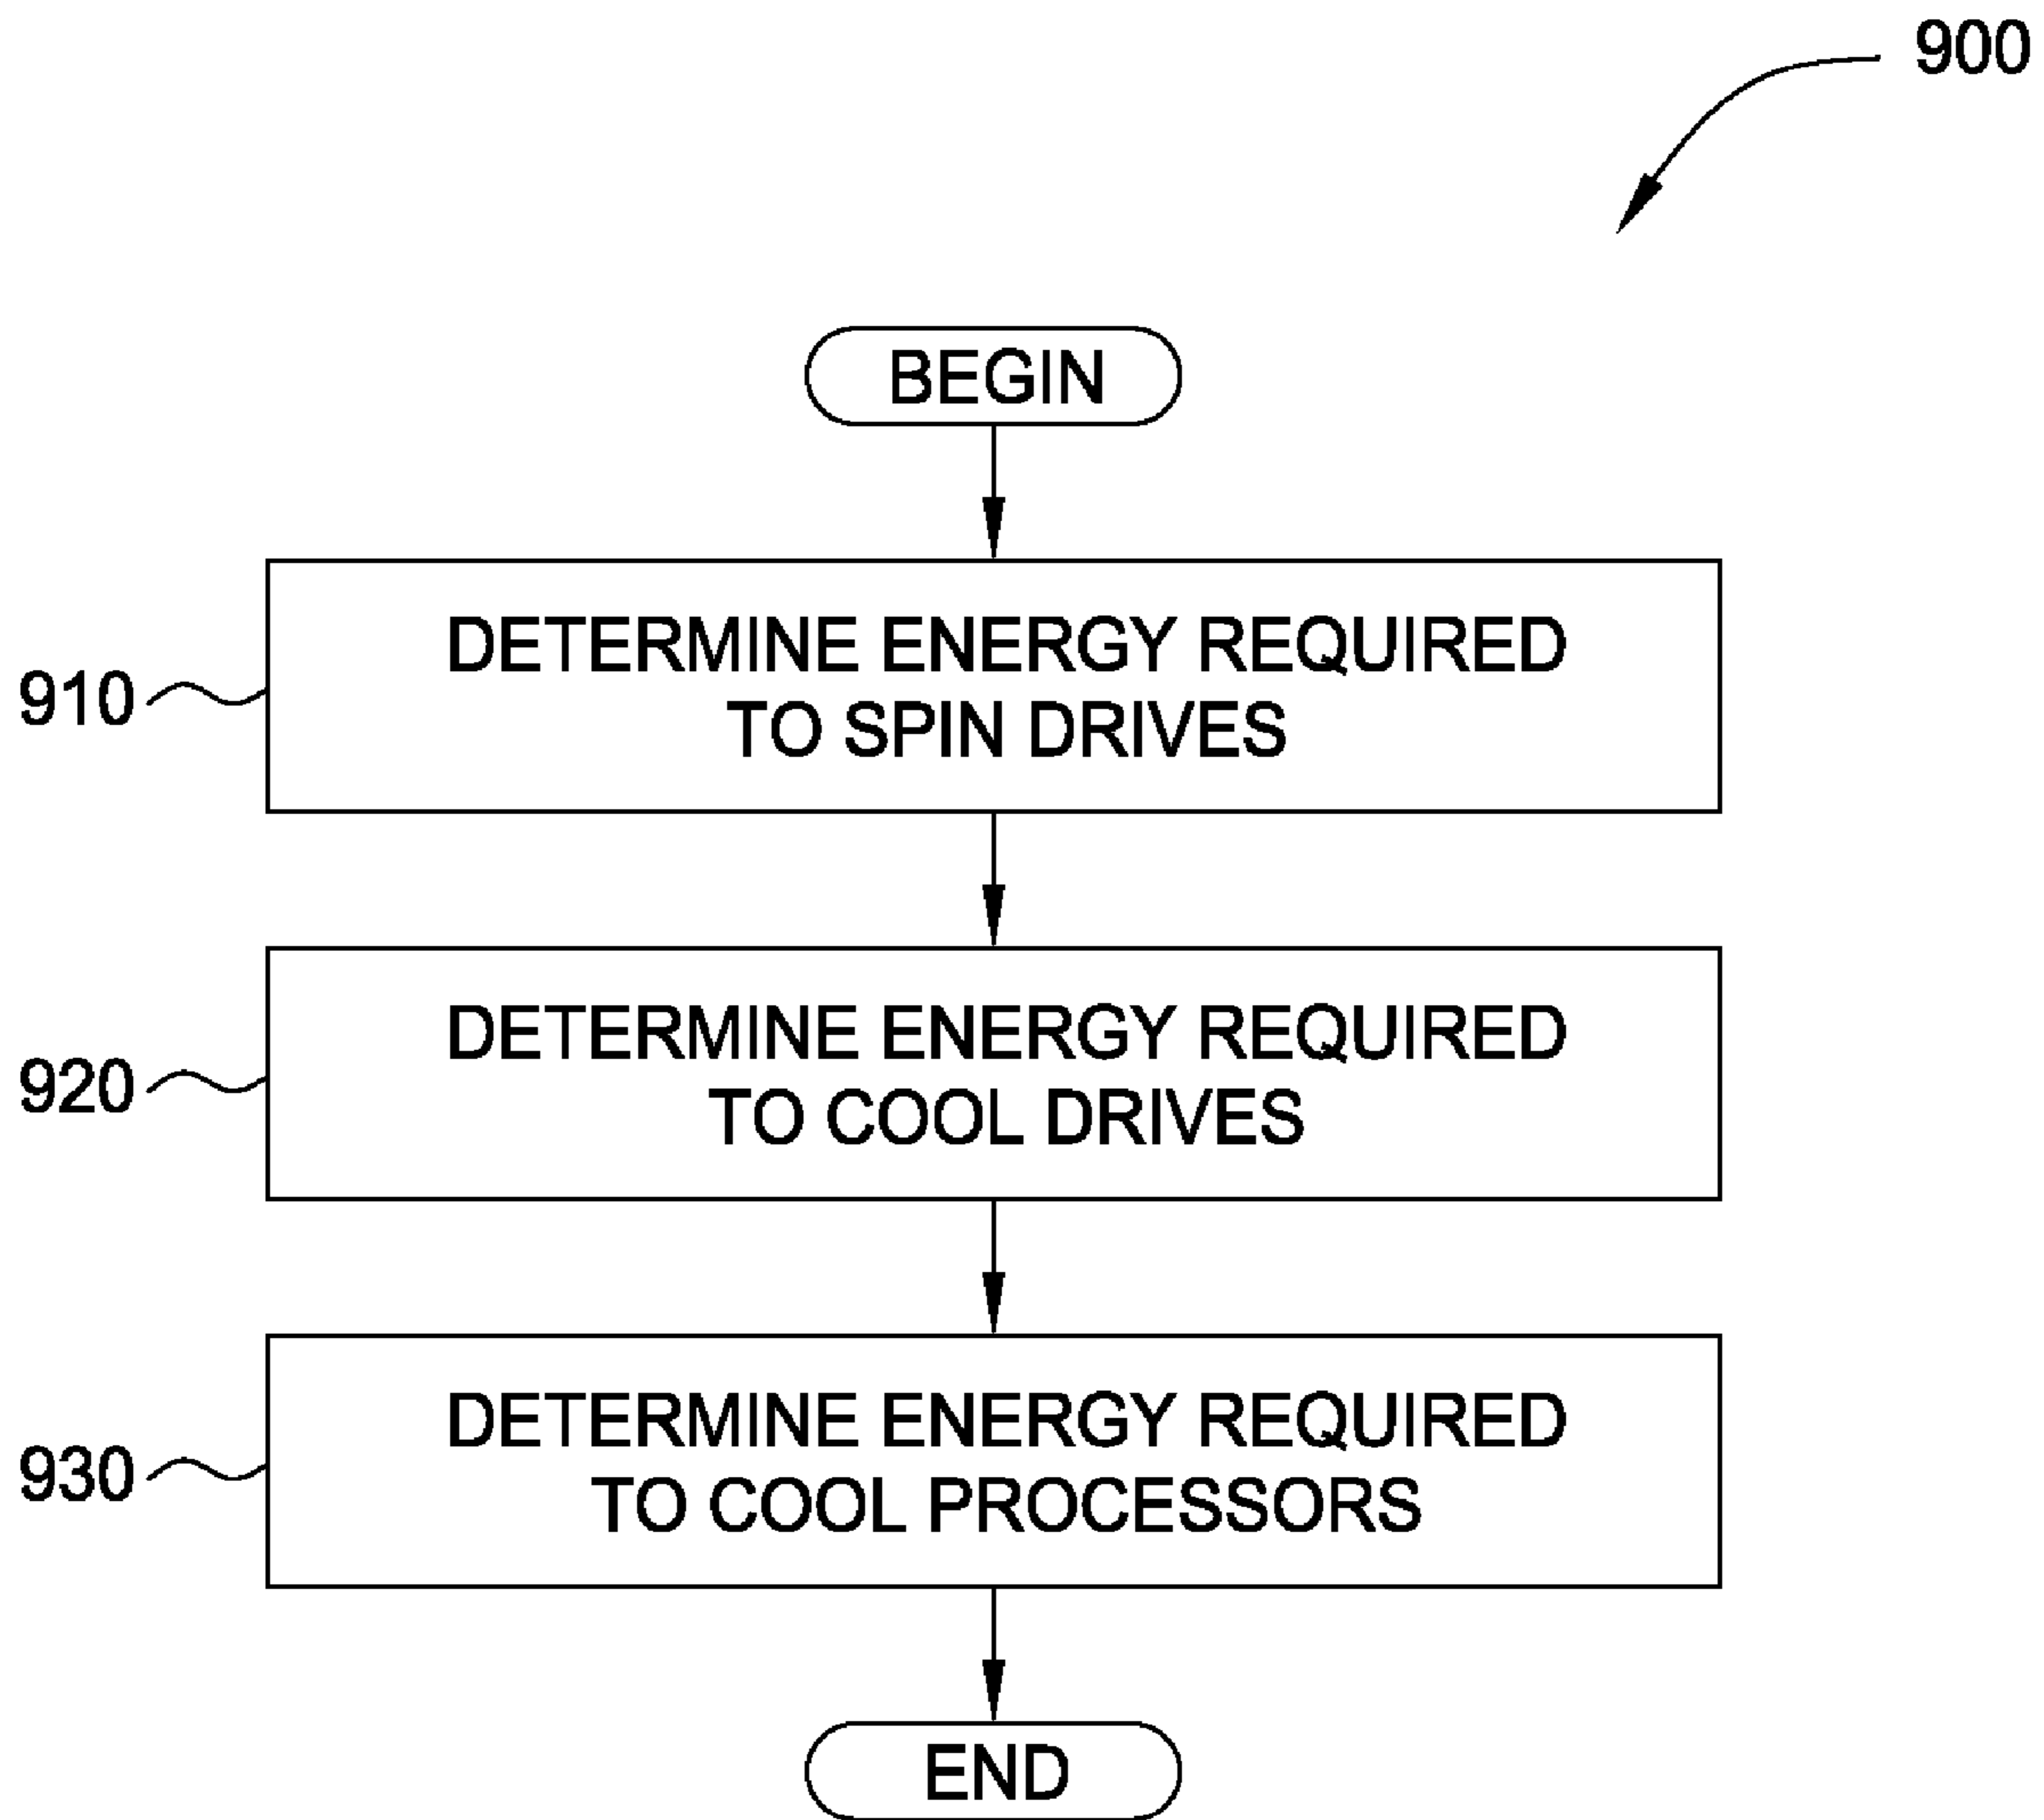 900
BEGIN
DETERMINE ENERGY REQUIRED
TO SPIN DRIVES
910
DETERMINE ENERGY REQUIRED
TO COOL DRIVES
920
DETERMINE ENERGY REQUIRED
TO COOL PROCESSORS
930
END